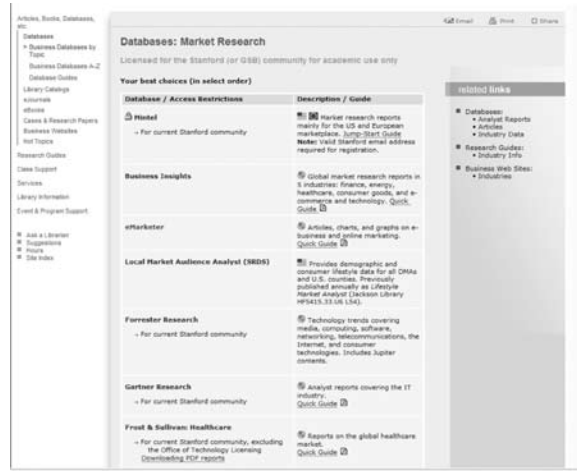 Email Print Share
Articles, Books, Databases,
etc.
Databases
Business Databases by
Topic
Business Databases A-Z
Database Guides
Library Catalogs
eJournals
eBooks
Cases & Research Papers
Business Websites
Hot Topics
Research Guides
Class Support
Services
Library Information
Event & Program Support
Ask a Librarian
Suggestions
Hours
Site Index
Databases: Market Research
Licensed for the Stanford (or GSB) community for academic use only
Your best choices (in select order)
Database / Access Restrictions
Description / Guide
Mintel
→ For current Stanford community
Market research reports
mainly for the US and European
marketplace. Jump-Start Guide
Note: Valid Stanford email address
required for registration.
Business Insights
Global market research reports in
5 industries: finance, energy,
healthcare, consumer goods, and e-
commerce and technology. Quick
Guide
eMarketer
Articles, charts, and graphs on e-
business and online marketing.
Quick Guide
Local Market Audience Analyst (SRDS)
Provides demographic and
consumer lifestyle data for all DMAs
and U.S. counties. Previously
published annually as Lifestyle
Market Analyst (Jackson Library
HF5415.33.U6 L54).
Forrester Research
→ For current Stanford community
Technology trends covering
media, computing, software,
networking, telecommunications, the
Internet, and consumer
technologies. Includes Jupiter
contents.
Gartner Research
→ For current Stanford community
Analyst reports covering the IT
industry.
Quick Guide
Frost & Sullivan: Healthcare
→ For current Stanford community, excluding
the Office of Technology Licensing
Downloading PDF reports
Reports on the global healthcare
market.
Quick Guide
related links
Databases:
• Analyst Reports
• Articles
• Industry Data
Research Guides:
• Industry Info
Business Web Sites:
• Industries